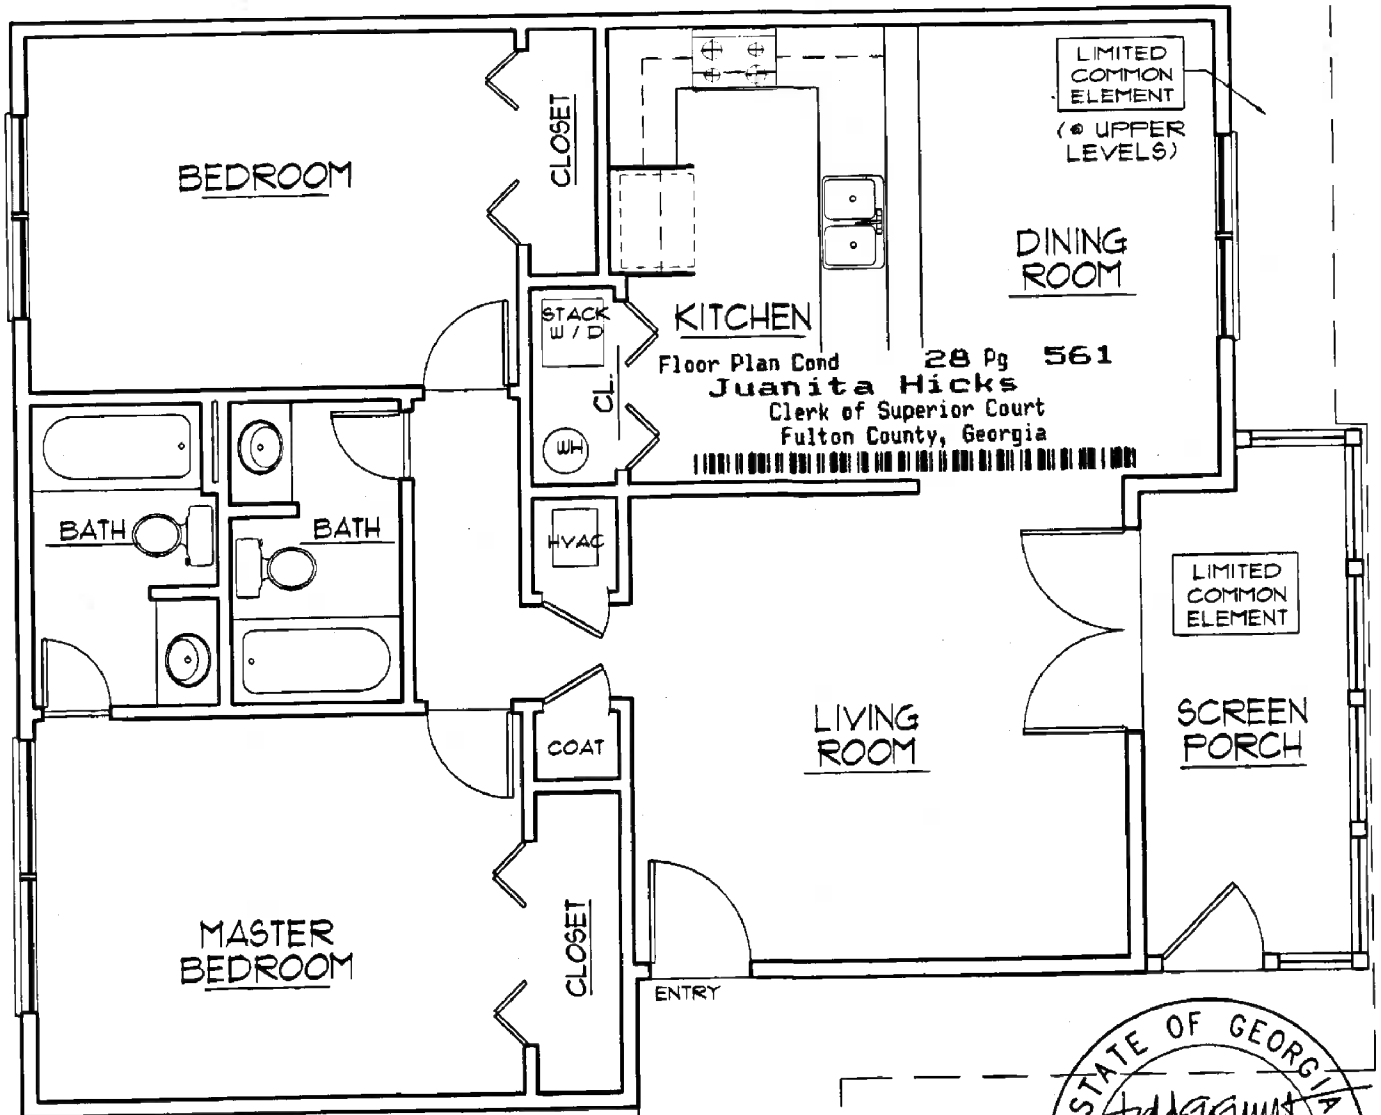 LIMITED
COMMON
ELEMENT
(@ UPPER
LEVELS)
BEDROOM
CLOSET
DINING
ROOM
STACK
W / D
KITCHEN
CL.
WH
Floor Plan Cond 28 Pg 561
Juanita Hicks
Clerk of Superior Court
Fulton County, Georgia
BATH
BATH
HVAC
LIMITED
COMMON
ELEMENT
LIVING
ROOM
SCREEN
PORCH
COAT
MASTER
BEDROOM
CLOSET
ENTRY
STATE OF GEORGIA